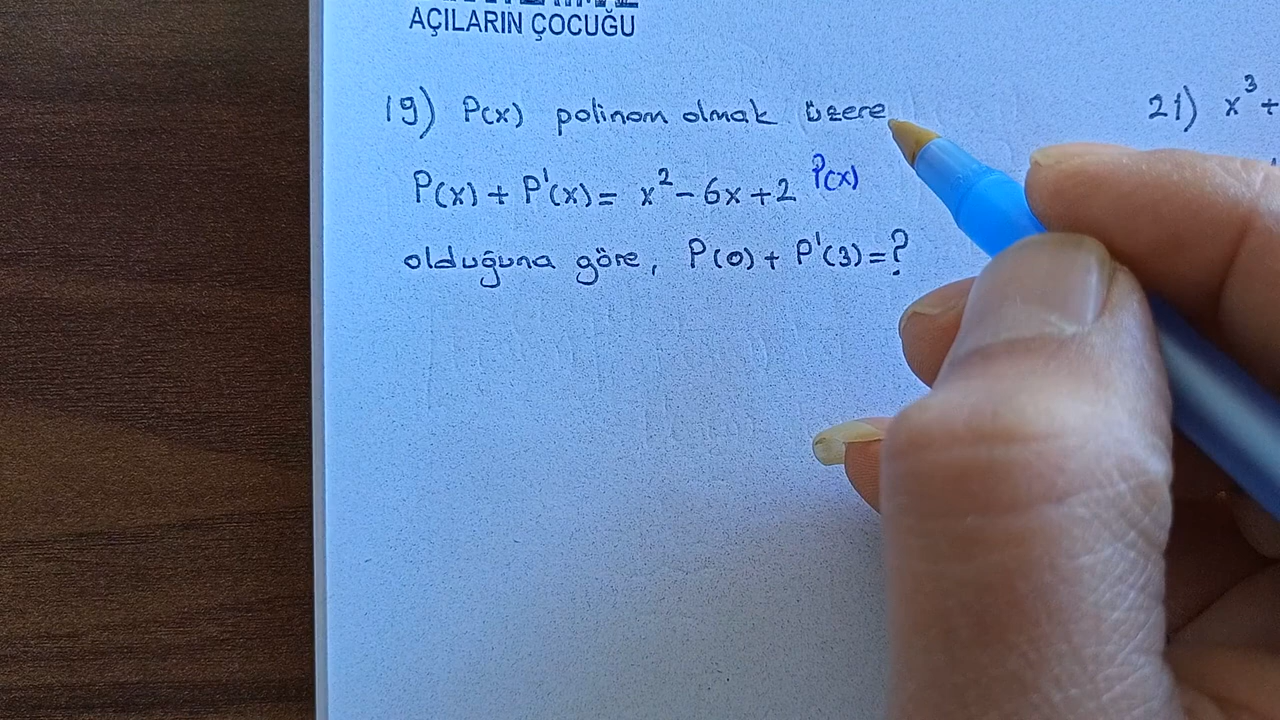 AÇILARIN ÇOCUĞU
19) P(x) polinom olmak üzere
P(x) + P'(x) = x² - 6x + 2 P(x)
olduğuna göre, P(0) + P'(3) = ?
21) x³ +